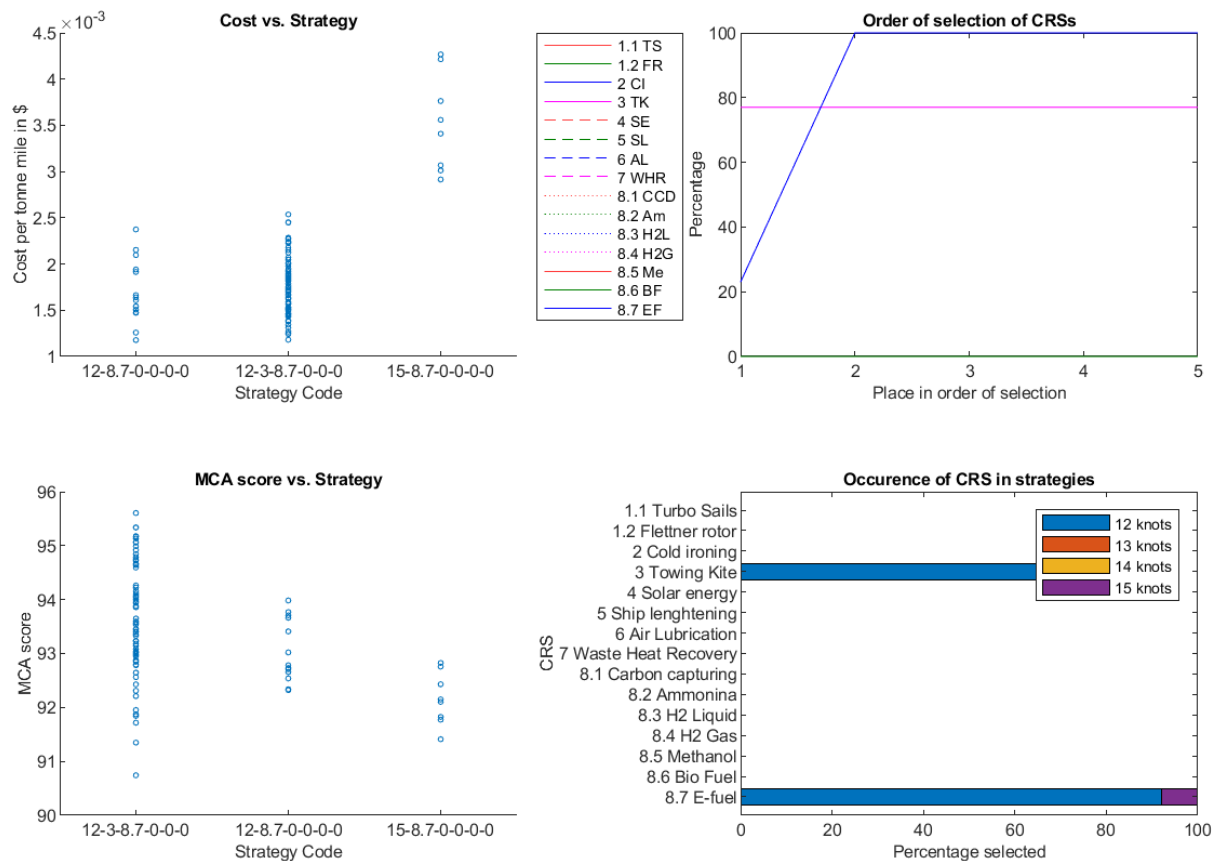 Cost vs. Strategy
×10⁻³
4.5
4
3.5
3
2.5
2
1.5
1
Cost per tonne mile in $
12-8.7-0-0-0-0
12-3-8.7-0-0-0
15-8.7-0-0-0-0
Strategy Code
1.1 TS
1.2 FR
2 CI
3 TK
4 SE
5 SL
6 AL
7 WHR
8.1 CCD
8.2 Am
8.3 H2L
8.4 H2G
8.5 Me
8.6 BF
8.7 EF
Order of selection of CRSs
100
80
60
40
20
0
Percentage
1
2
3
4
5
Place in order of selection
MCA score vs. Strategy
96
95
94
93
92
91
90
MCA score
12-3-8.7-0-0-0
12-8.7-0-0-0-0
15-8.7-0-0-0-0
Strategy Code
Occurence of CRS in strategies
1.1 Turbo Sails
1.2 Flettner rotor
2 Cold ironing
3 Towing Kite
4 Solar energy
5 Ship lenghtening
6 Air Lubrication
7 Waste Heat Recovery
8.1 Carbon capturing
8.2 Ammonina
8.3 H2 Liquid
8.4 H2 Gas
8.5 Methanol
8.6 Bio Fuel
8.7 E-fuel
CRS
12 knots
13 knots
14 knots
15 knots
0
20
40
60
80
100
Percentage selected